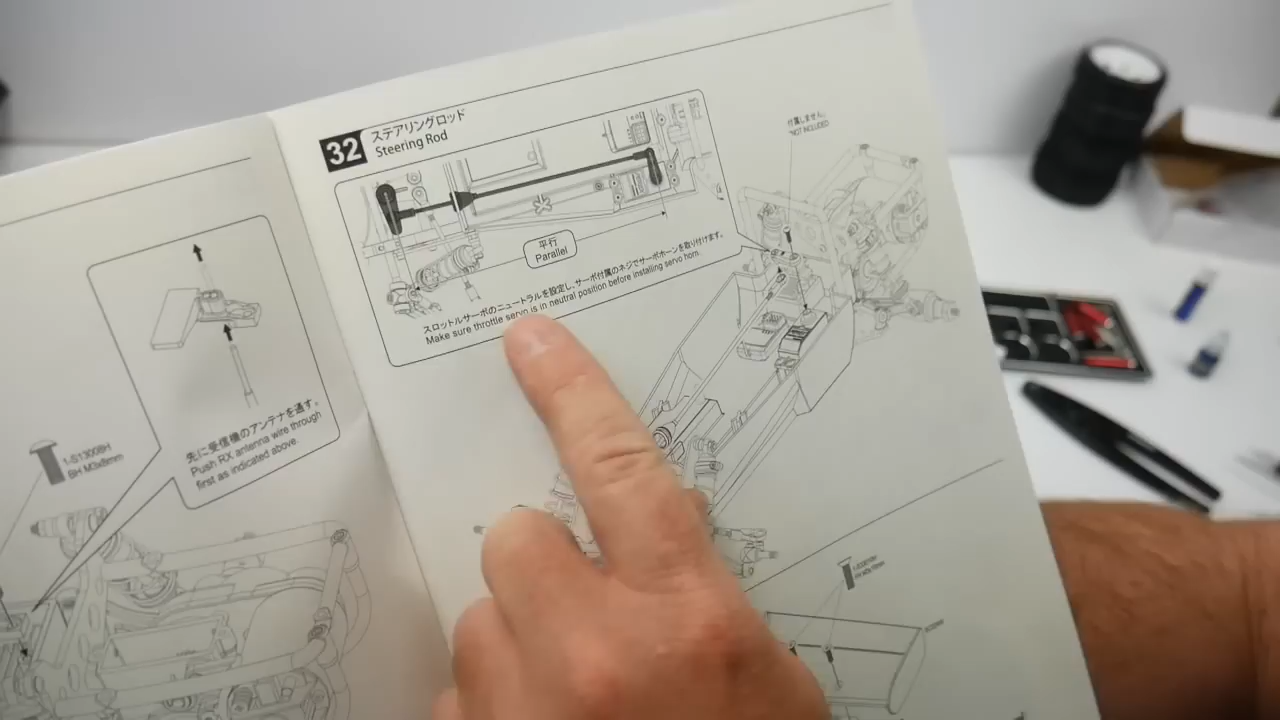 32
ステアリングロッド
Steering Rod
付属しません。
*NOT INCLUDED
平行
Parallel
スロットルサーボのニュートラルを設定し、サーボ付属のネジでサーボホーンを取り付けます。
Make sure throttle servo is in neutral position before installing servo horn.
1-S13008H
BH M3x8mm
先に受信機のアンテナを通す。
Push RX antenna wire through
first as indicated above.